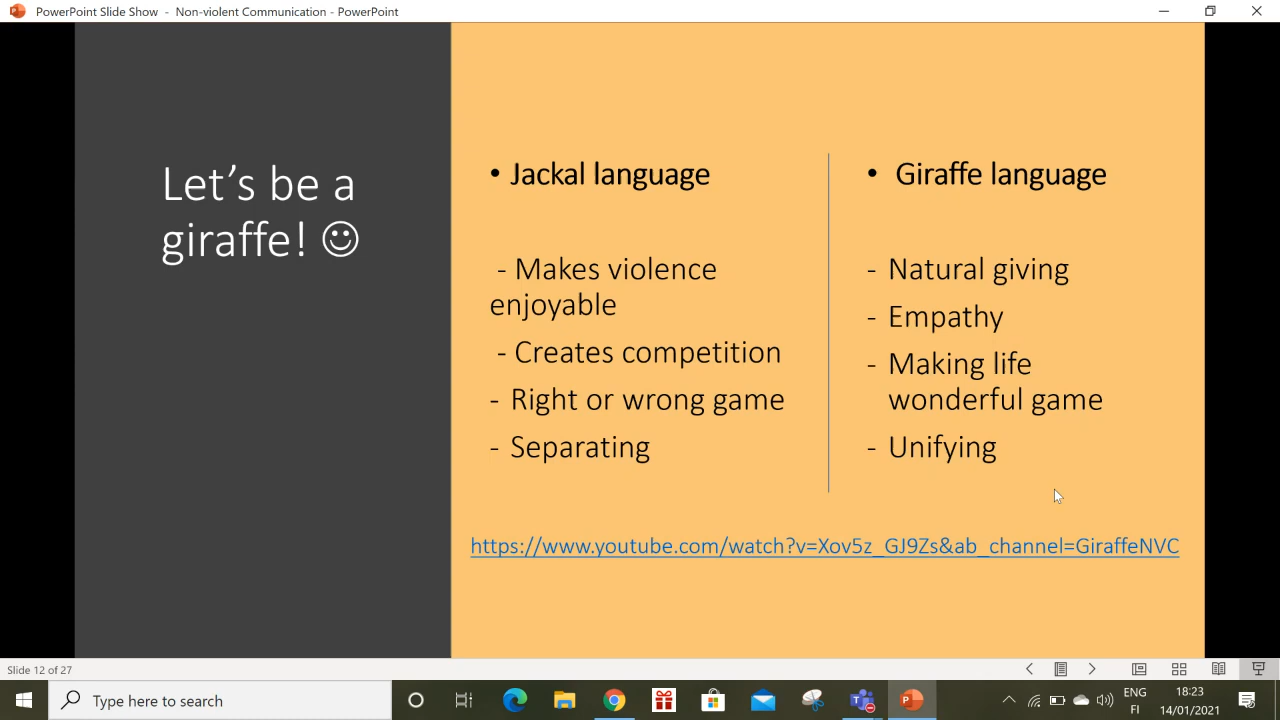 PowerPoint Slide Show - Non-violent Communication - PowerPoint
Let's be a
giraffe! ☺
• Jackal language
- Makes violence
enjoyable
- Creates competition
- Right or wrong game
- Separating
• Giraffe language
- Natural giving
- Empathy
- Making life
wonderful game
- Unifying
https://www.youtube.com/watch?v=Xov5z_GJ9Zs&ab_channel=GiraffeNVC
Slide 12 of 27
Type here to search
ENG
FI
18:23
14/01/2021